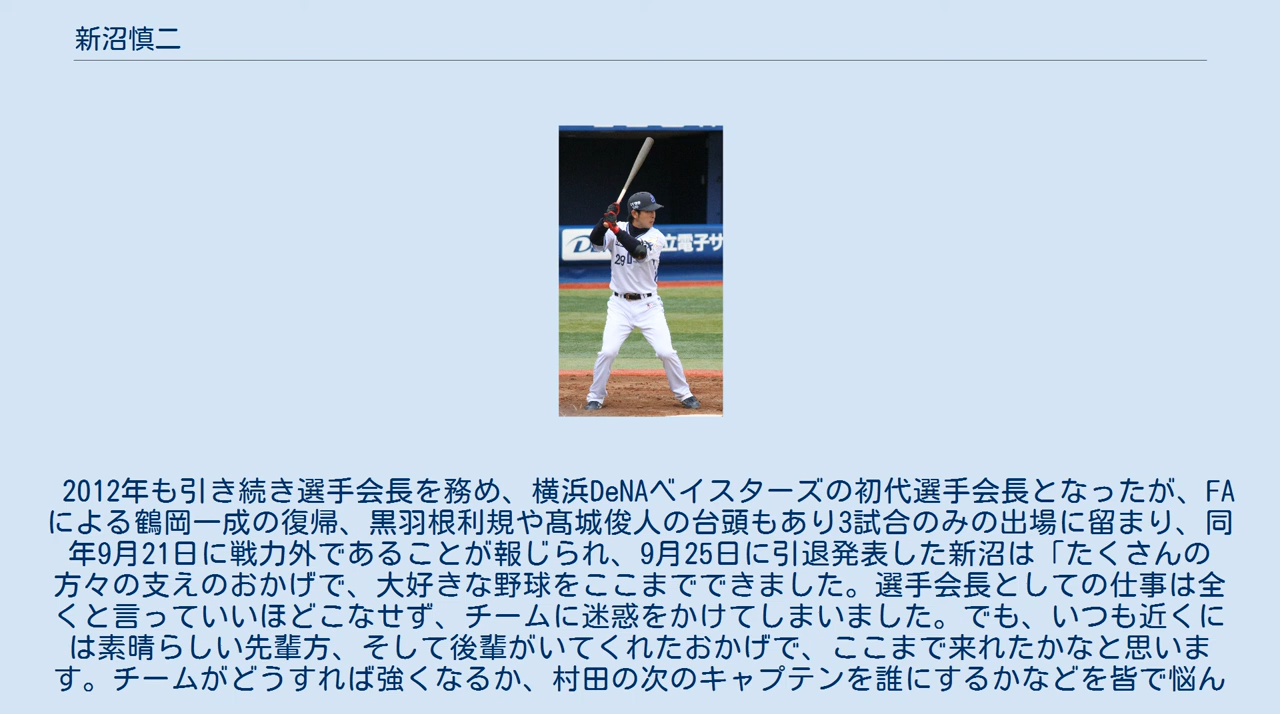 新沼慎二
立電子サ
29
2012年も引き続き選手会長を務め、横浜DeNAベイスターズの初代選手会長となったが、FA
による鶴岡一成の復帰、黒羽根利規や髙城俊人の台頭もあり3試合のみの出場に留まり、同
年9月21日に戦力外であることが報じられ、9月25日に引退発表した新沼は「たくさんの
方々の支えのおかげで、大好きな野球をここまでできました。選手会長としての仕事は全
くと言っていいほどこなせず、チームに迷惑をかけてしまいました。でも、いつも近くに
は素晴らしい先輩方、そして後輩がいてくれたおかげで、ここまで来れたかなと思いま
す。チームがどうすれば強くなるか、村田の次のキャプテンを誰にするかなどを皆で悩ん